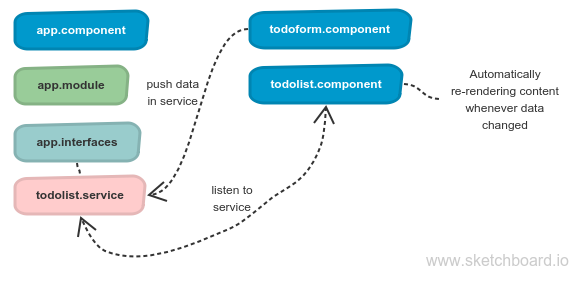 app.component
todoform.component
app.module
push data
in service
todolist.component
Automatically
re-rendering content
whenever data
changed
app.interfaces
todolist.service
listen to
service
www.sketchboard.io